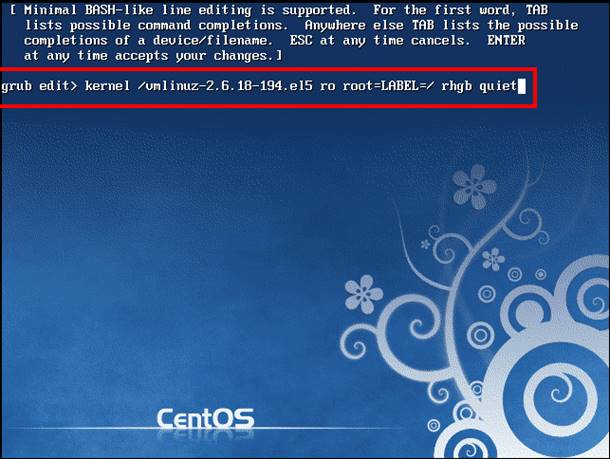 [ Minimal BASH-like line editing is supported.  For the first word, TAB
lists possible command completions.  Anywhere else TAB lists the possible
completions of a device/filename.  ESC at any time cancels.  ENTER
at any time accepts your changes.]
grub edit> kernel /vmlinuz-2.6.18-194.el5 ro root=LABEL=/ rhgb quiet
CentOS